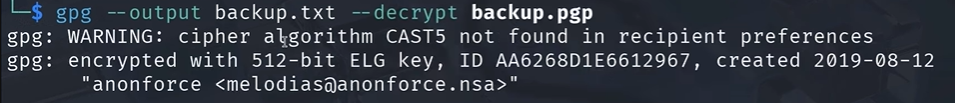 └─$ gpg --output backup.txt --decrypt backup.pgp
gpg: WARNING: cipher algorithm CAST5 not found in recipient preferences
gpg: encrypted with 512-bit ELG key, ID AA6268D1E6612967, created 2019-08-12
"anonforce <melodias@anonforce.nsa>"